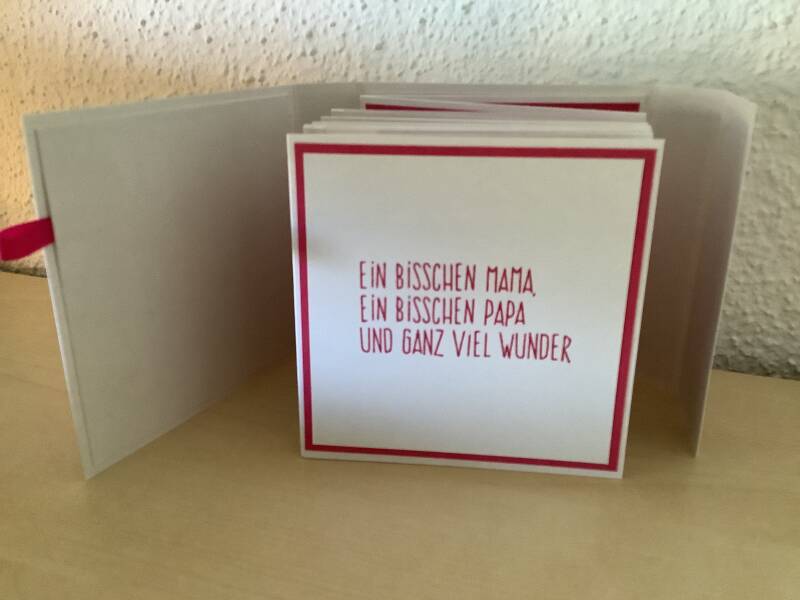 EiN BiSSCHEN MAMA,
EiN BiSSCHEN PAPA
UND GANZ ViEL WUNDER